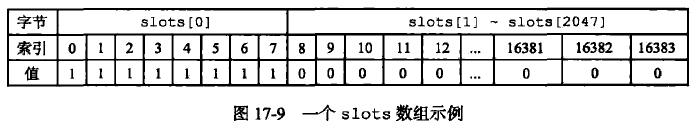 字节 slots[0] slots[1] ~ slots[2047]
索引 0 1 2 3 4 5 6 7 8 9 10 11 12 ... 16381 16382 16383
值 1 1 1 1 1 1 1 1 0 0 0 0 0 ... 0 0 0
图 17-9 一个 slots 数组示例